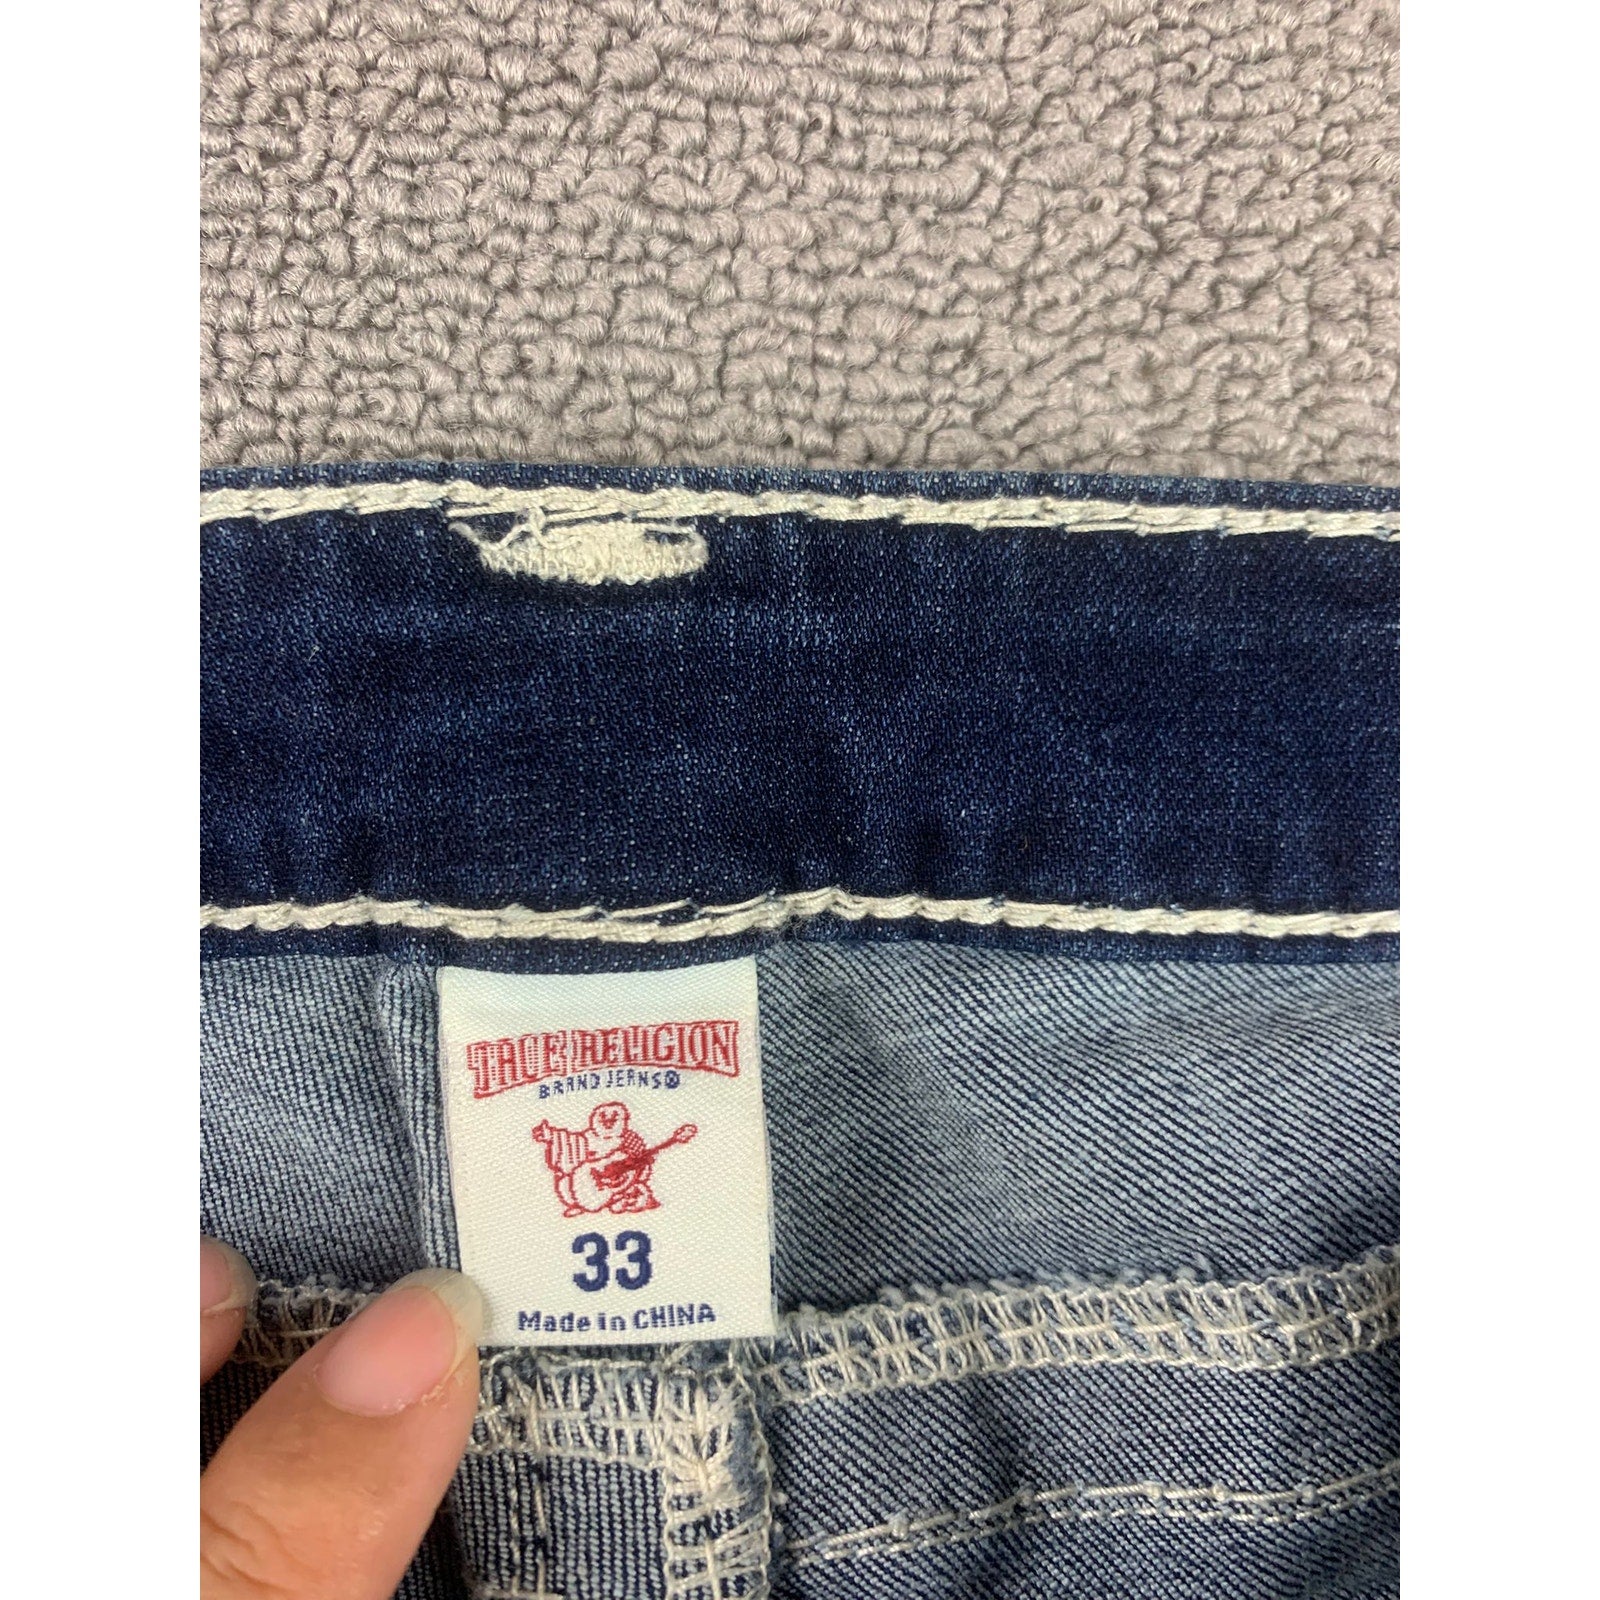 TRUE RELIGION
BRAND JEANS®
33
Made in CHINA